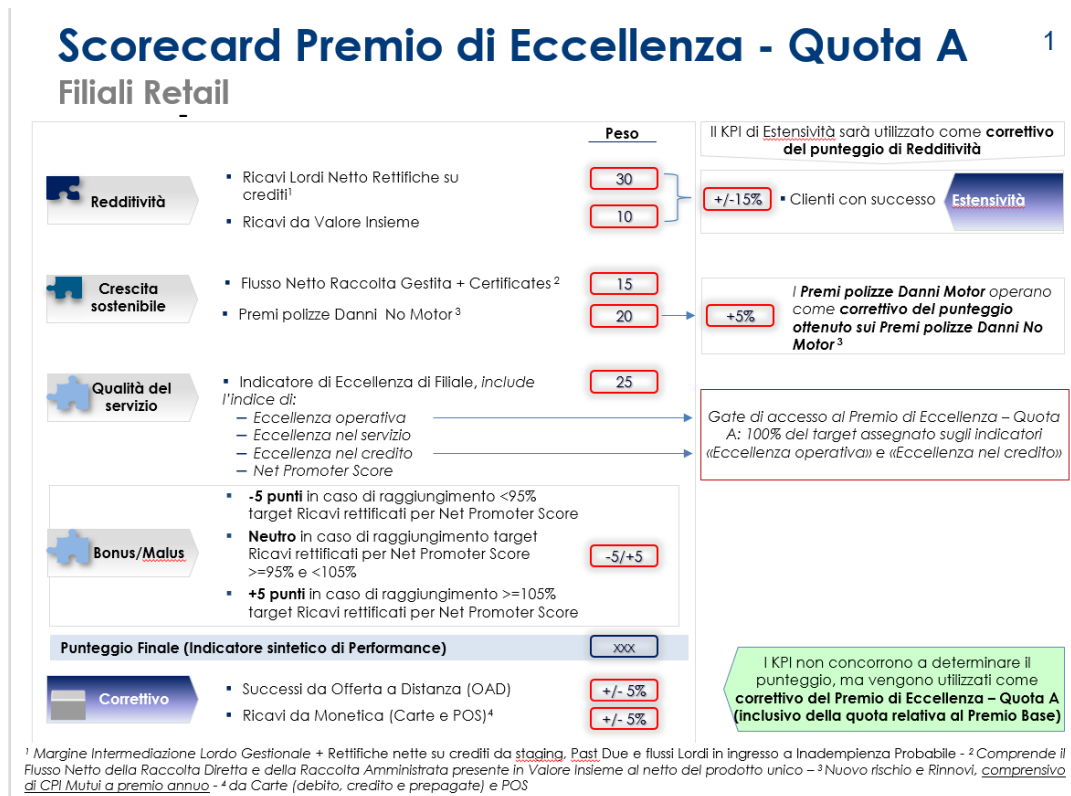 Scorecard Premio di Eccellenza - Quota A
1
Filiali Retail
-
Peso
Il KPI di Estensività sarà utilizzato come correttivo
del punteggio di Redditività
Redditività
▪ Ricavi Lordi Netto Rettifiche su
crediti¹
30
▪ Ricavi da Valore Insieme
10
+/-15%
▪ Clienti con successo
Estensività
Crescita
sostenibile
▪ Flusso Netto Raccolta Gestita + Certificates ²
15
▪ Premi polizze Danni No Motor ³
20
+5%
I Premi polizze Danni Motor operano
come correttivo del punteggio
ottenuto sui Premi polizze Danni No
Motor ³
Qualità del
servizio
▪ Indicatore di Eccellenza di Filiale, include
l’indice di:
25
– Eccellenza operativa
– Eccellenza nel servizio
– Eccellenza nel credito
– Net Promoter Score
Gate di accesso al Premio di Eccellenza – Quota
A: 100% del target assegnato sugli indicatori
«Eccellenza operativa» e «Eccellenza nel credito»
Bonus/Malus
▪ -5 punti in caso di raggiungimento <95%
target Ricavi rettificati per Net Promoter Score
▪ Neutro in caso di raggiungimento target
Ricavi rettificati per Net Promoter Score
>=95% e <105%
▪ +5 punti in caso di raggiungimento >=105%
target Ricavi rettificati per Net Promoter Score
-5/+5
Punteggio Finale (Indicatore sintetico di Performance)
xxx
Correttivo
▪ Successi da Offerta a Distanza (OAD)
+/- 5%
▪ Ricavi da Monetica (Carte e POS)⁴
+/- 5%
I KPI non concorrono a determinare il
punteggio, ma vengono utilizzati come
correttivo del Premio di Eccellenza – Quota A
(inclusivo della quota relativa al Premio Base)
¹ Margine Intermediazione Lordo Gestionale + Rettifiche nette su crediti da staging, Past Due e flussi Lordi in ingresso a Inadempienza Probabile - ² Comprende il
Flusso Netto della Raccolta Diretta e della Raccolta Amministrata presente in Valore Insieme al netto del prodotto unico – ³ Nuovo rischio e Rinnovi, comprensivo
di CPI Mutui a premio annuo - ⁴ da Carte (debito, credito e prepagate) e POS